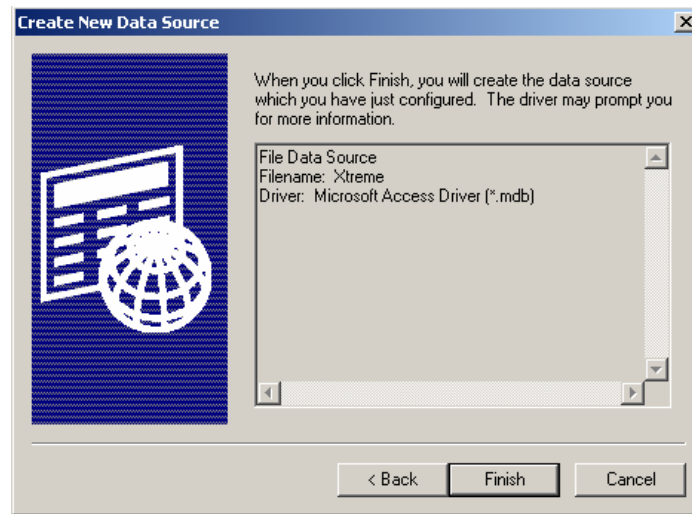 Create New Data Source
When you click Finish, you will create the data source
which you have just configured.  The driver may prompt you
for more information.
File Data Source
Filename:  Xtreme
Driver:  Microsoft Access Driver (*.mdb)
< Back
Finish
Cancel